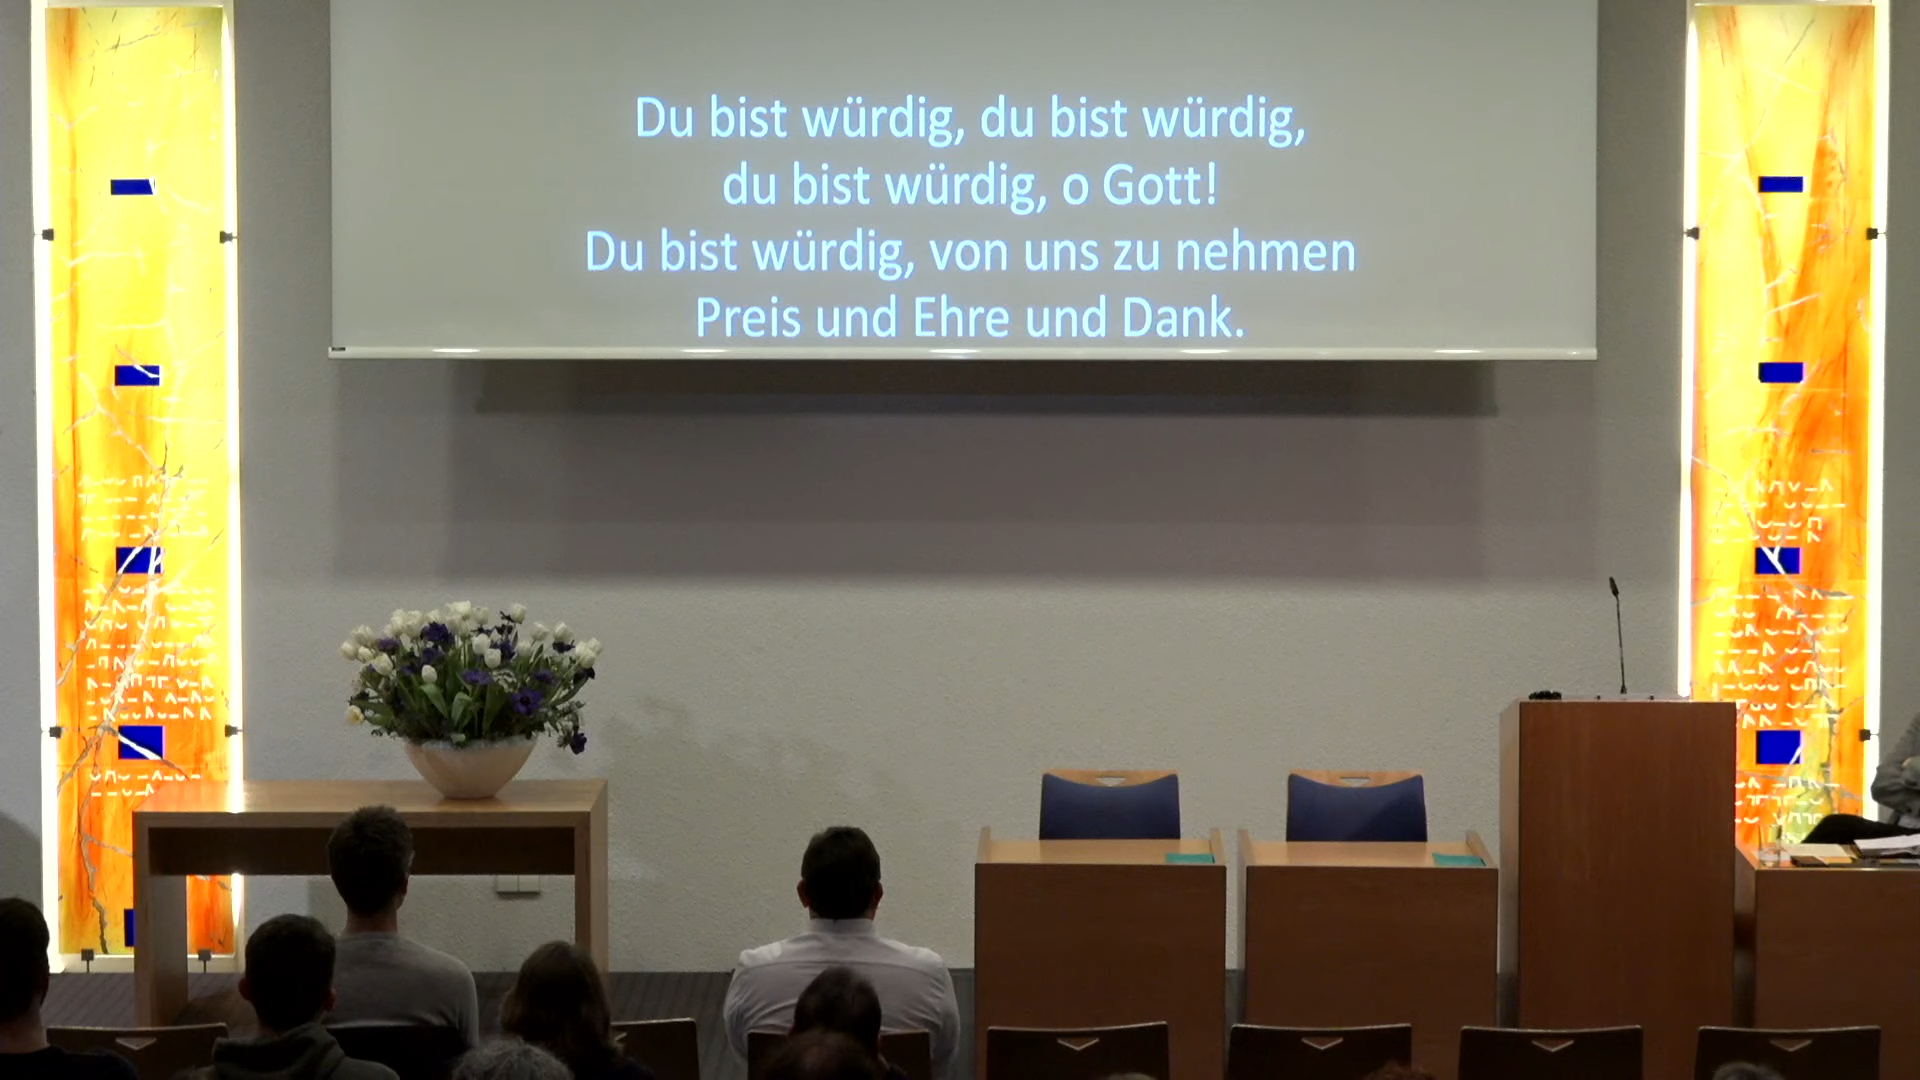 Du bist würdig, du bist würdig,
du bist würdig, o Gott!
Du bist würdig, von uns zu nehmen
Preis und Ehre und Dank.